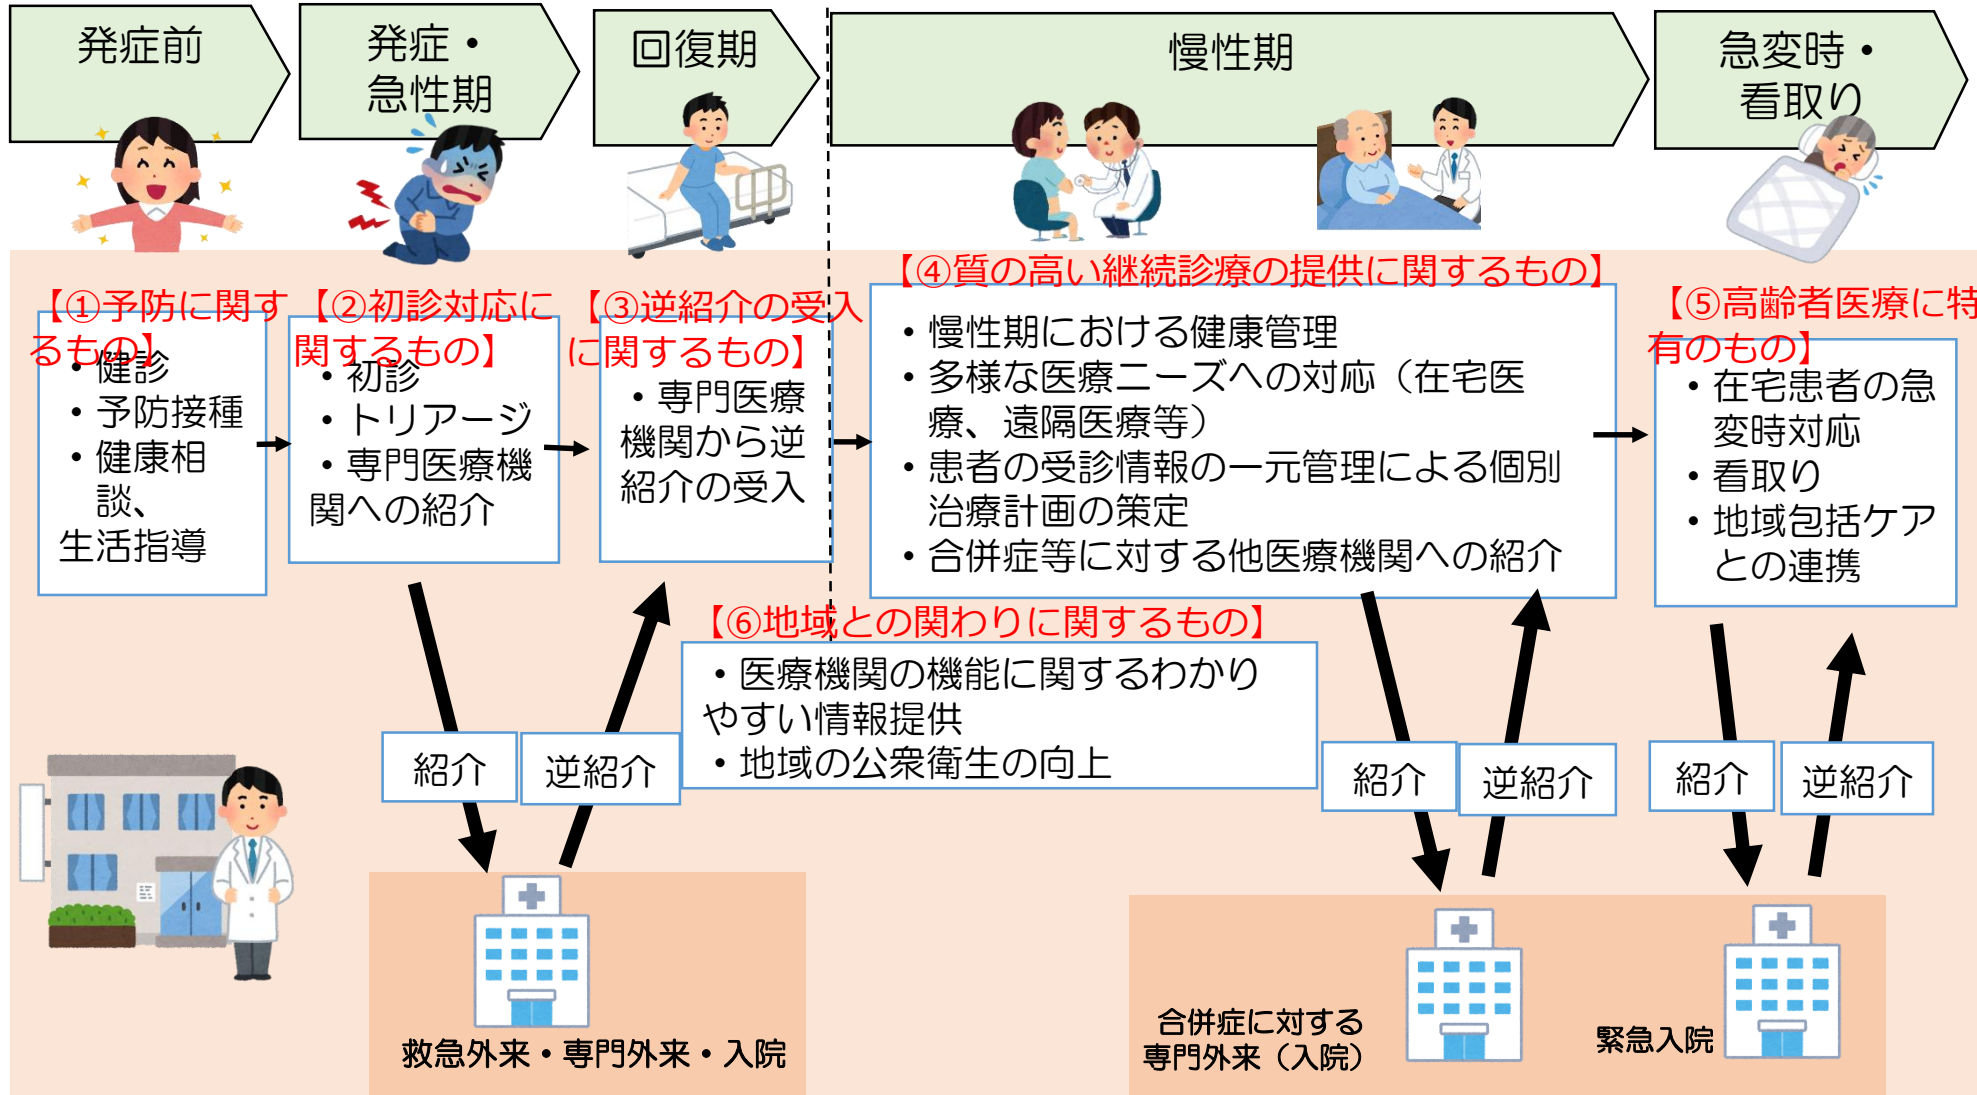 発症前
発症・
急性期
回復期
慢性期
急変時・
看取り
【①予防に関す
るもの】
・健診
・予防接種
・健康相
談、
生活指導
【②初診対応に
関するもの】
・初診
・トリアージ
・専門医療機
関への紹介
【③逆紹介の受入
に関するもの】
・専門医療
機関から逆
紹介の受入
【④質の高い継続診療の提供に関するもの】
・慢性期における健康管理
・多様な医療ニーズへの対応（在宅医
療、遠隔医療等）
・患者の受診情報の一元管理による個別
治療計画の策定
・合併症等に対する他医療機関への紹介
【⑤高齢者医療に特
有のもの】
・在宅患者の急
変時対応
・看取り
・地域包括ケア
との連携
【⑥地域との関わりに関するもの】
・医療機関の機能に関するわかり
やすい情報提供
・地域の公衆衛生の向上
紹介
逆紹介
紹介
逆紹介
紹介
逆紹介
救急外来・専門外来・入院
合併症に対する
専門外来（入院）
緊急入院